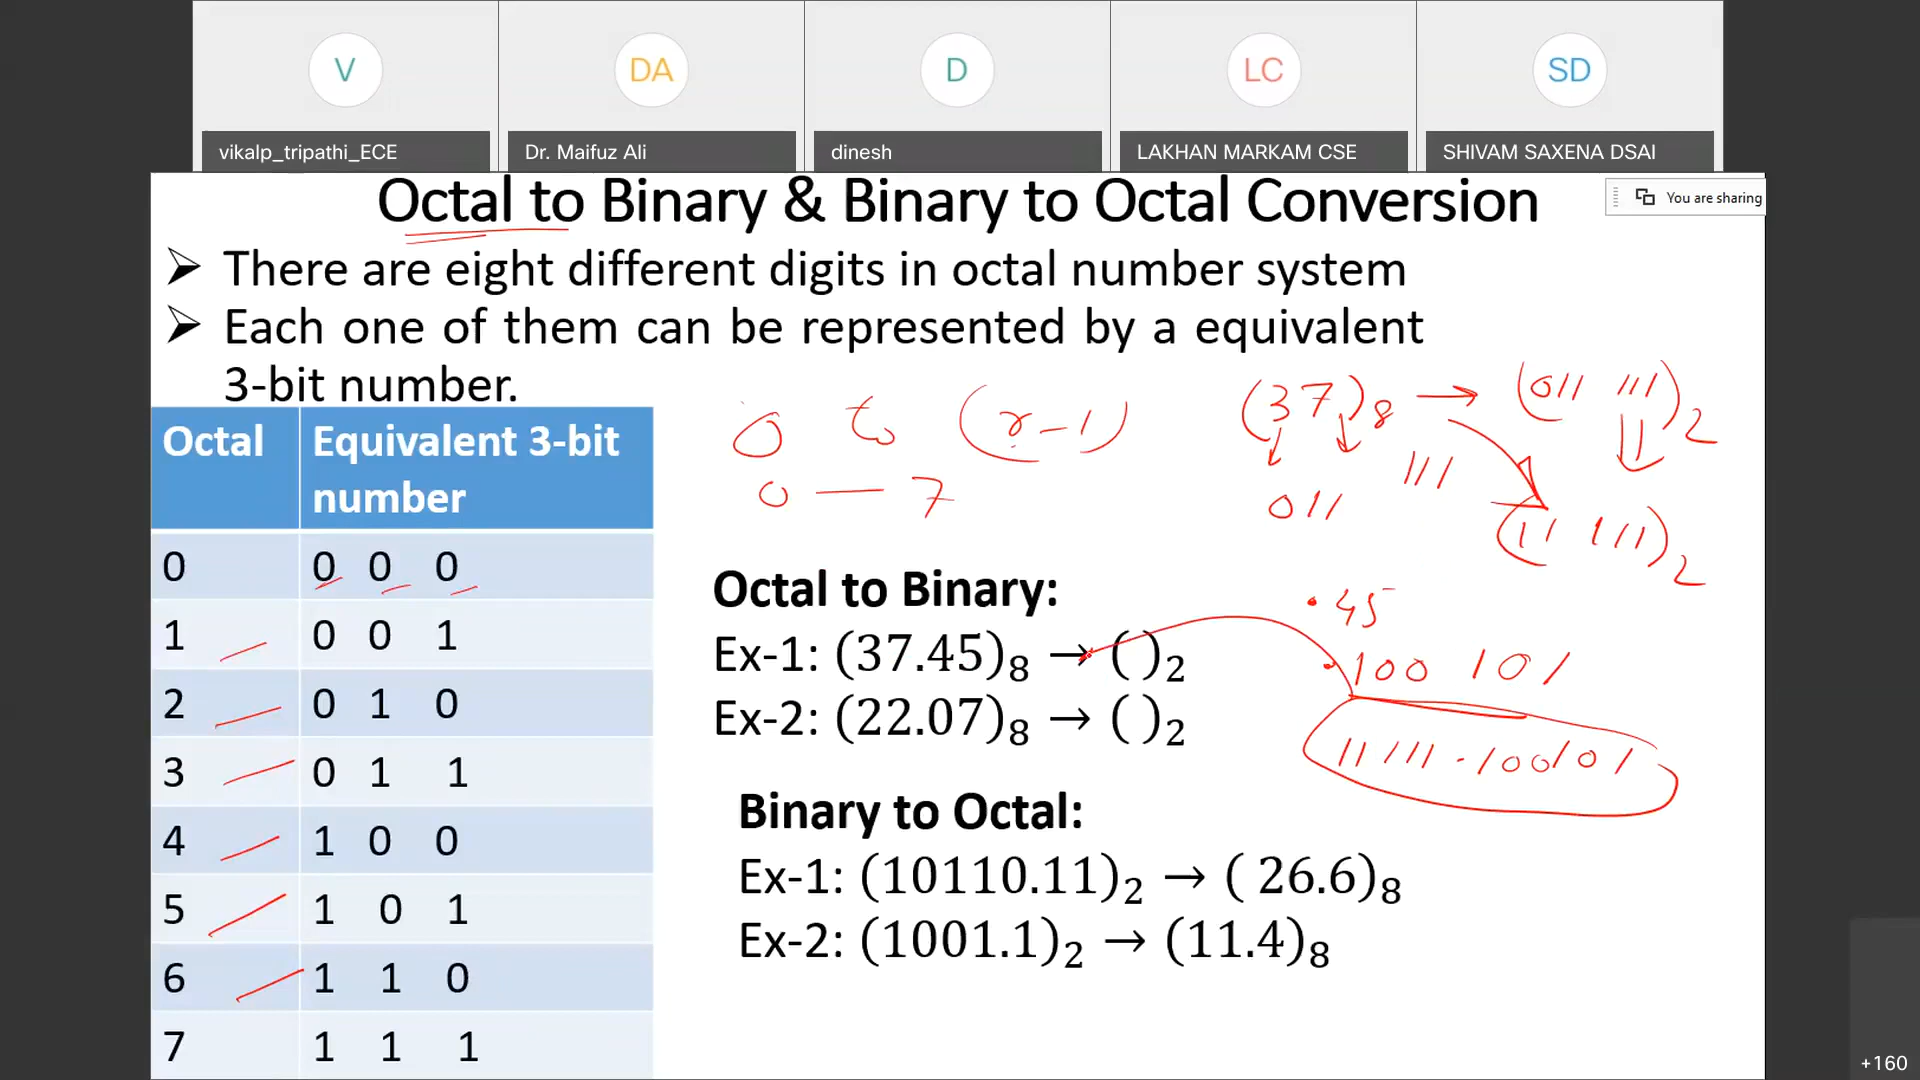 V DA D LC SD
vikalp_tripathi_ECE Dr. Maifuz Ali dinesh LAKHAN MARKAM CSE SHIVAM SAXENA DSAI
Octal to Binary & Binary to Octal Conversion
You are sharing
➢ There are eight different digits in octal number system
➢ Each one of them can be represented by a equivalent
3-bit number.
Octal Equivalent 3-bit
number
0 0 0 0
1 0 0 1
2 0 1 0
3 0 1 1
4 1 0 0
5 1 0 1
6 1 1 0
7 1 1 1
0 to (r-1)
0 — 7
(37)8 → (011 111)2
011 111
(11 111)2
Octal to Binary:
Ex-1: (37.45)8 → ( )2
Ex-2: (22.07)8 → ( )2
.45
.100 101
11111.100101
Binary to Octal:
Ex-1: (10110.11)2 → ( 26.6)8
Ex-2: (1001.1)2 → (11.4)8
+160